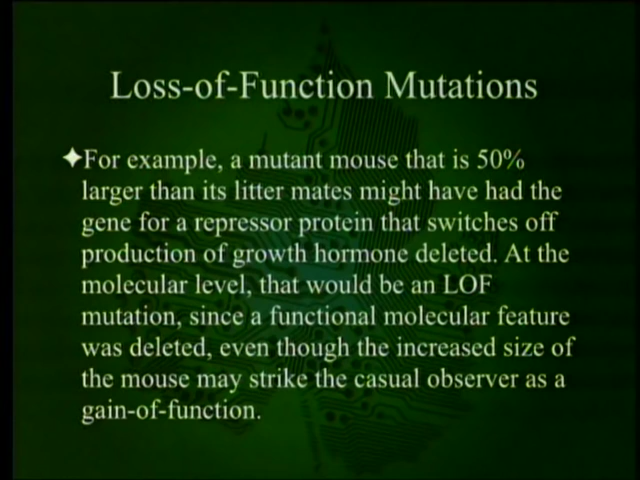 Loss-of-Function Mutations
For example, a mutant mouse that is 50%
larger than its litter mates might have had the
gene for a repressor protein that switches off
production of growth hormone deleted. At the
molecular level, that would be an LOF
mutation, since a functional molecular feature
was deleted, even though the increased size of
the mouse may strike the casual observer as a
gain-of-function.